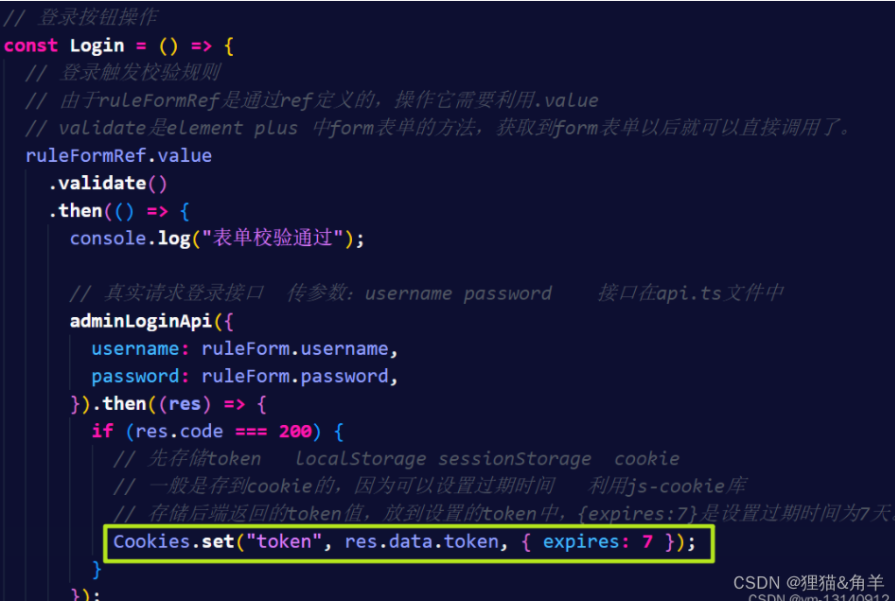 // 登录按钮操作
const Login = () => {
// 登录触发校验规则
// 由于ruleFormRef是通过ref定义的，操作它需要利用.value
// validate是element plus 中form表单的方法，获取到form表单以后就可以直接调用了。
ruleFormRef.value
.validate()
.then(() => {
console.log("表单校验通过");
// 真实请求登录接口 传参数: username password 接口在api.ts文件中
adminLoginApi({
username: ruleForm.username,
password: ruleForm.password,
}).then((res) => {
if (res.code === 200) {
// 先存储token localStorage sessionStorage cookie
// 一般是存到cookie的，因为可以设置过期时间 利用js-cookie库
// 存储后端返回的token值，放到设置的token中，{expires:7}是设置过期时间为7天
Cookies.set("token", res.data.token, { expires: 7 });
}
});
CSDN @狸猫&角羊
CSDN @ym-13140912